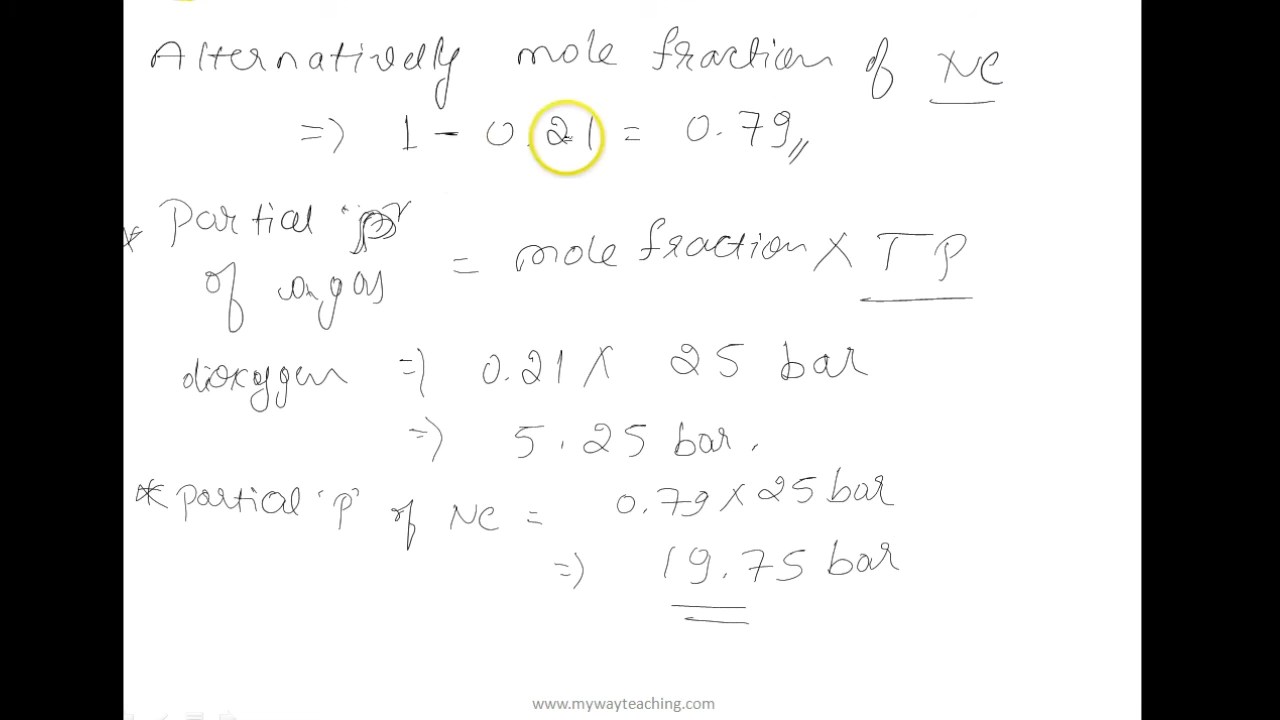 Alternatively mole fraction of Ne
=> 1 - 0.21 = 0.79
* Partial 'p'
of a gas = mole fraction X TP
dioxygen => 0.21 X 25 bar
=> 5.25 bar.
* partial 'p' of Ne = 0.79 X 25 bar
=> 19.75 bar
www.mywayteaching.com